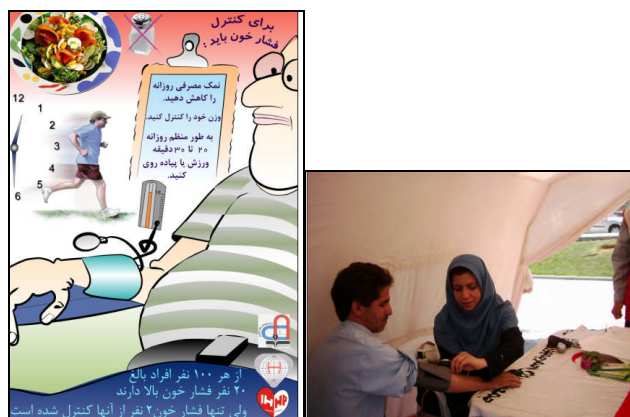 برای کنترل
فشار خون باید :
نمک مصرفی روزانه
را کاهش دهید.
وزن خود را کنترل کنید.
به طور منظم روزانه
۲۰ تا ۳۰ دقیقه
ورزش یا پیاده روی
کنید.
12
1
2
3
4
5
6
از هر ۱۰۰ نفر افراد بالغ
۲۰ نفر فشار خون بالا دارند
ولی تنها فشار خون ۲ نفر از آنها کنترل شده است